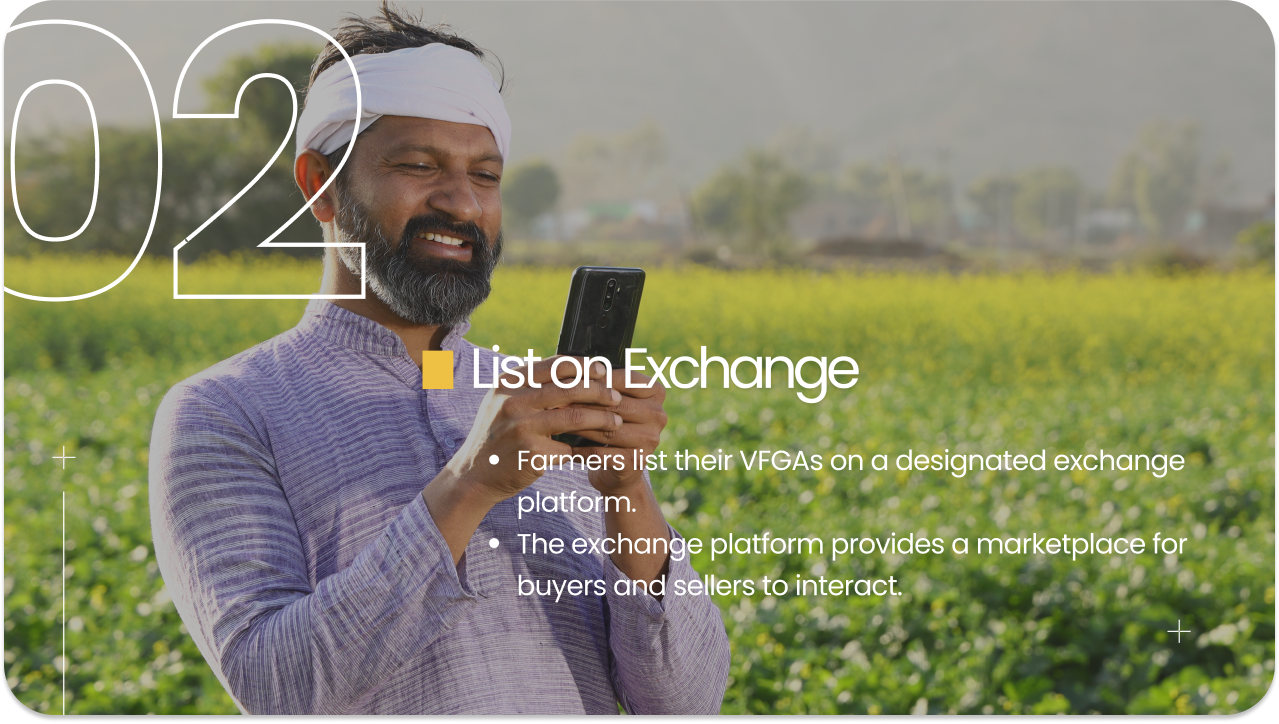 02
List on Exchange
• Farmers list their VFGAs on a designated exchange
platform.
• The exchange platform provides a marketplace for
buyers and sellers to interact.